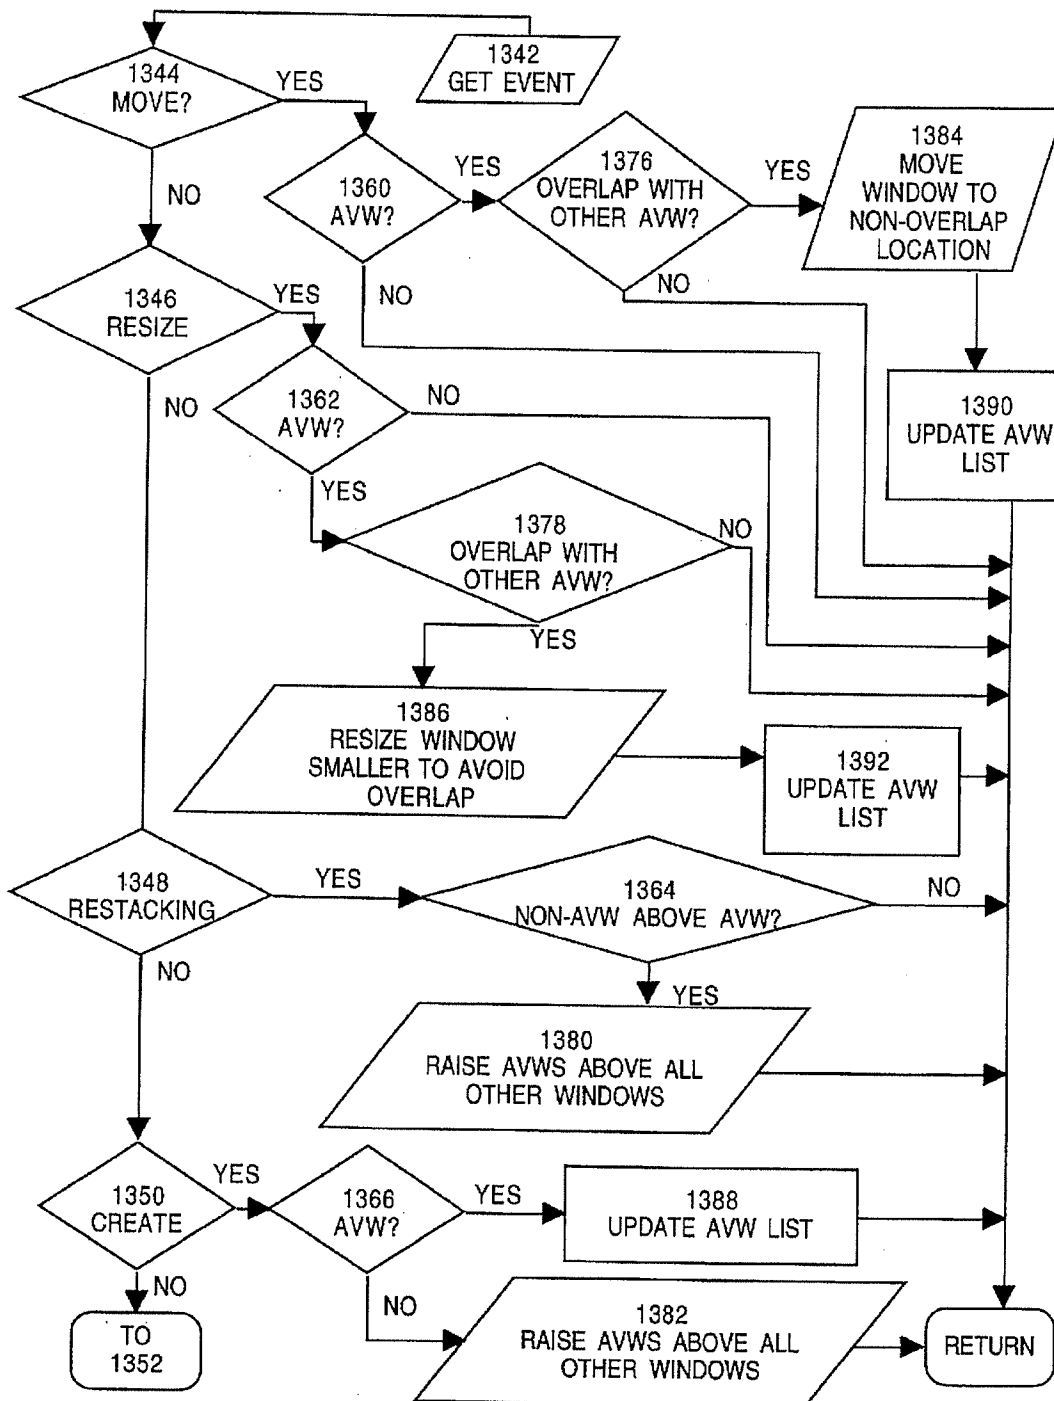 1342
GET EVENT
1344
MOVE?
YES
NO
1360
AVW?
YES
NO
1376
OVERLAP WITH
OTHER AVW?
YES
NO
1384
MOVE
WINDOW TO
NON-OVERLAP
LOCATION
1390
UPDATE AVW
LIST
1346
RESIZE
YES
NO
1362
AVW?
NO
YES
1378
OVERLAP WITH
OTHER AVW?
NO
YES
1386
RESIZE WINDOW
SMALLER TO AVOID
OVERLAP
1392
UPDATE AVW
LIST
1348
RESTACKING
YES
NO
1364
NON-AVW ABOVE AVW?
NO
YES
1380
RAISE AVWS ABOVE ALL
OTHER WINDOWS
1350
CREATE
YES
NO
1366
AVW?
YES
NO
1388
UPDATE AVW LIST
1382
RAISE AVWS ABOVE ALL
OTHER WINDOWS
TO
1352
RETURN